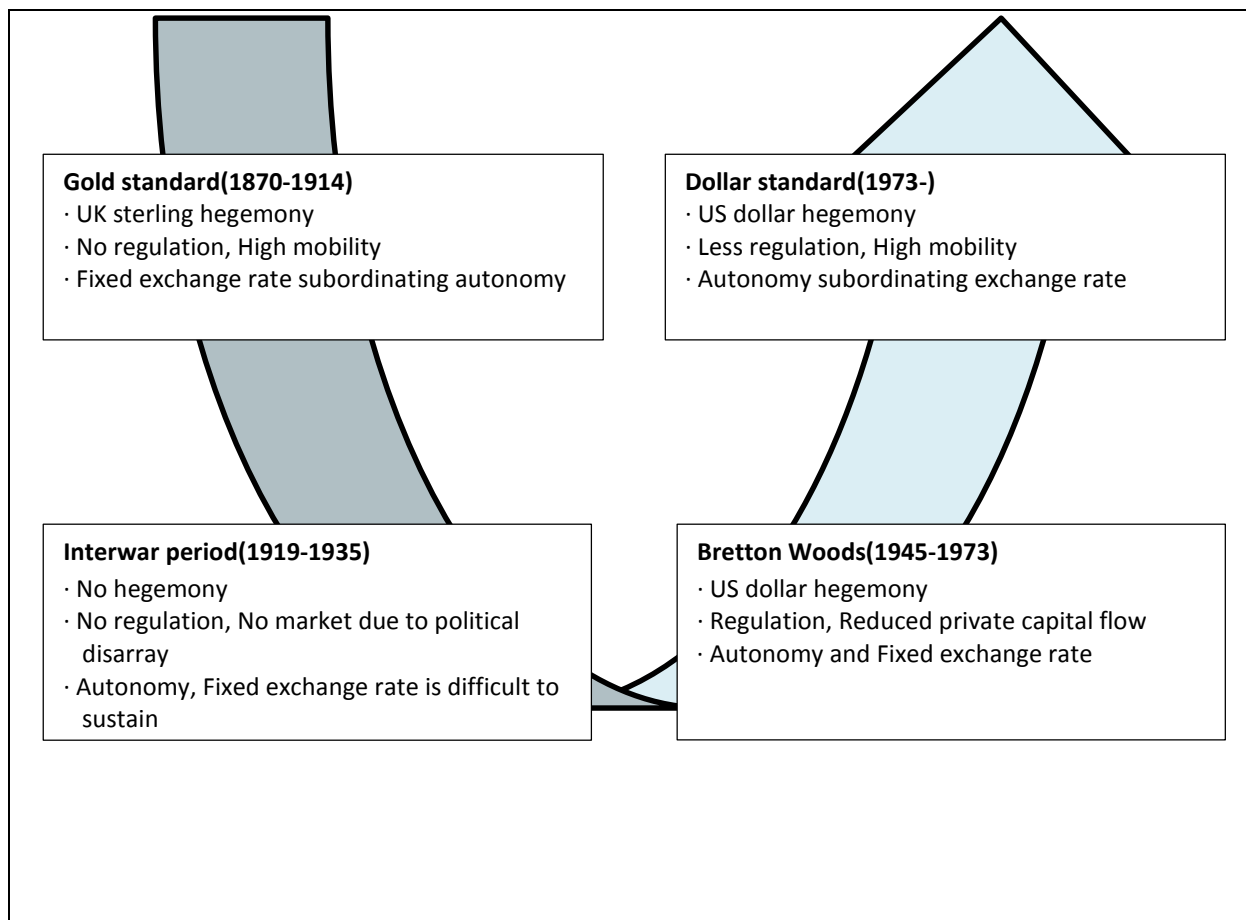 Gold standard(1870-1914)
· UK sterling hegemony
· No regulation, High mobility
· Fixed exchange rate subordinating autonomy
Interwar period(1919-1935)
· No hegemony
· No regulation, No market due to political
disarray
· Autonomy, Fixed exchange rate is difficult to
sustain
Bretton Woods(1945-1973)
· US dollar hegemony
· Regulation, Reduced private capital flow
· Autonomy and Fixed exchange rate
Dollar standard(1973-)
· US dollar hegemony
· Less regulation, High mobility
· Autonomy subordinating exchange rate